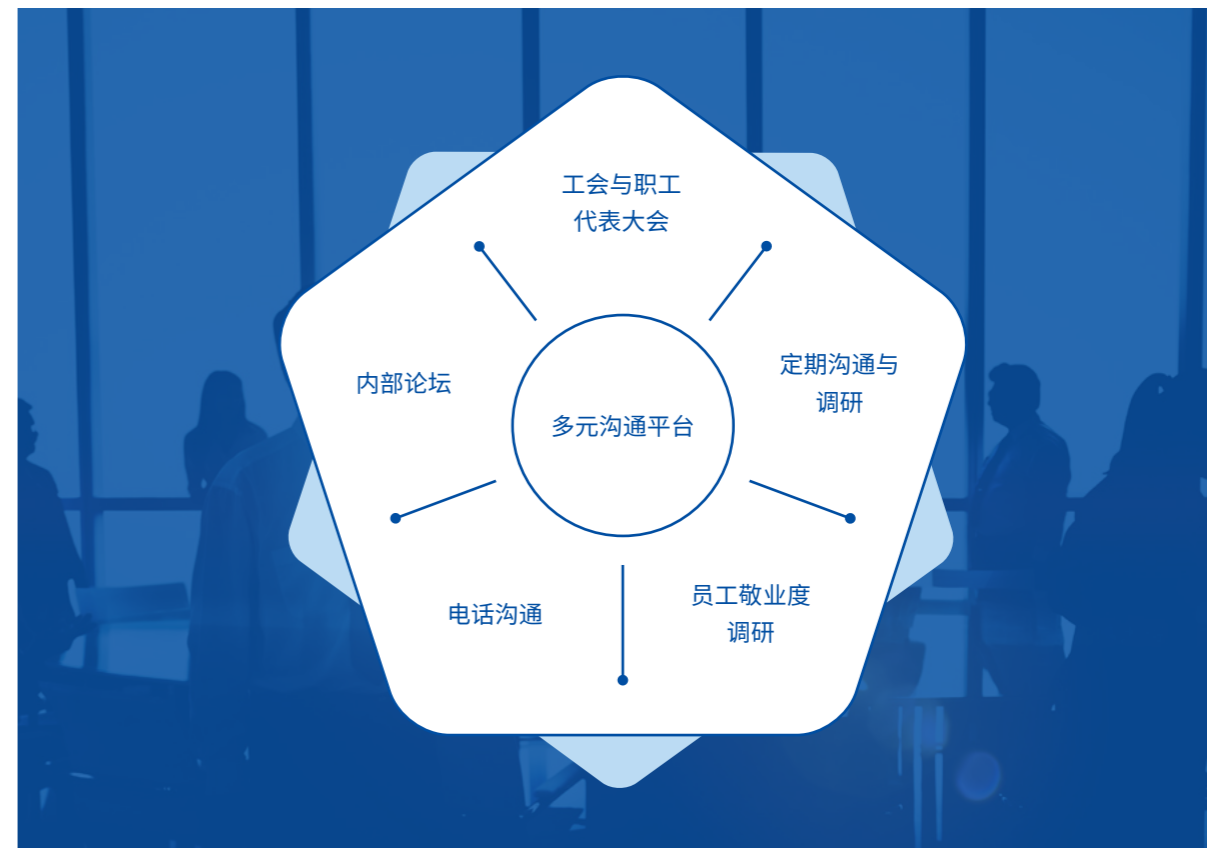 工会与职工
代表大会
定期沟通与
调研
内部论坛
多元沟通平台
员工敬业度
调研
电话沟通